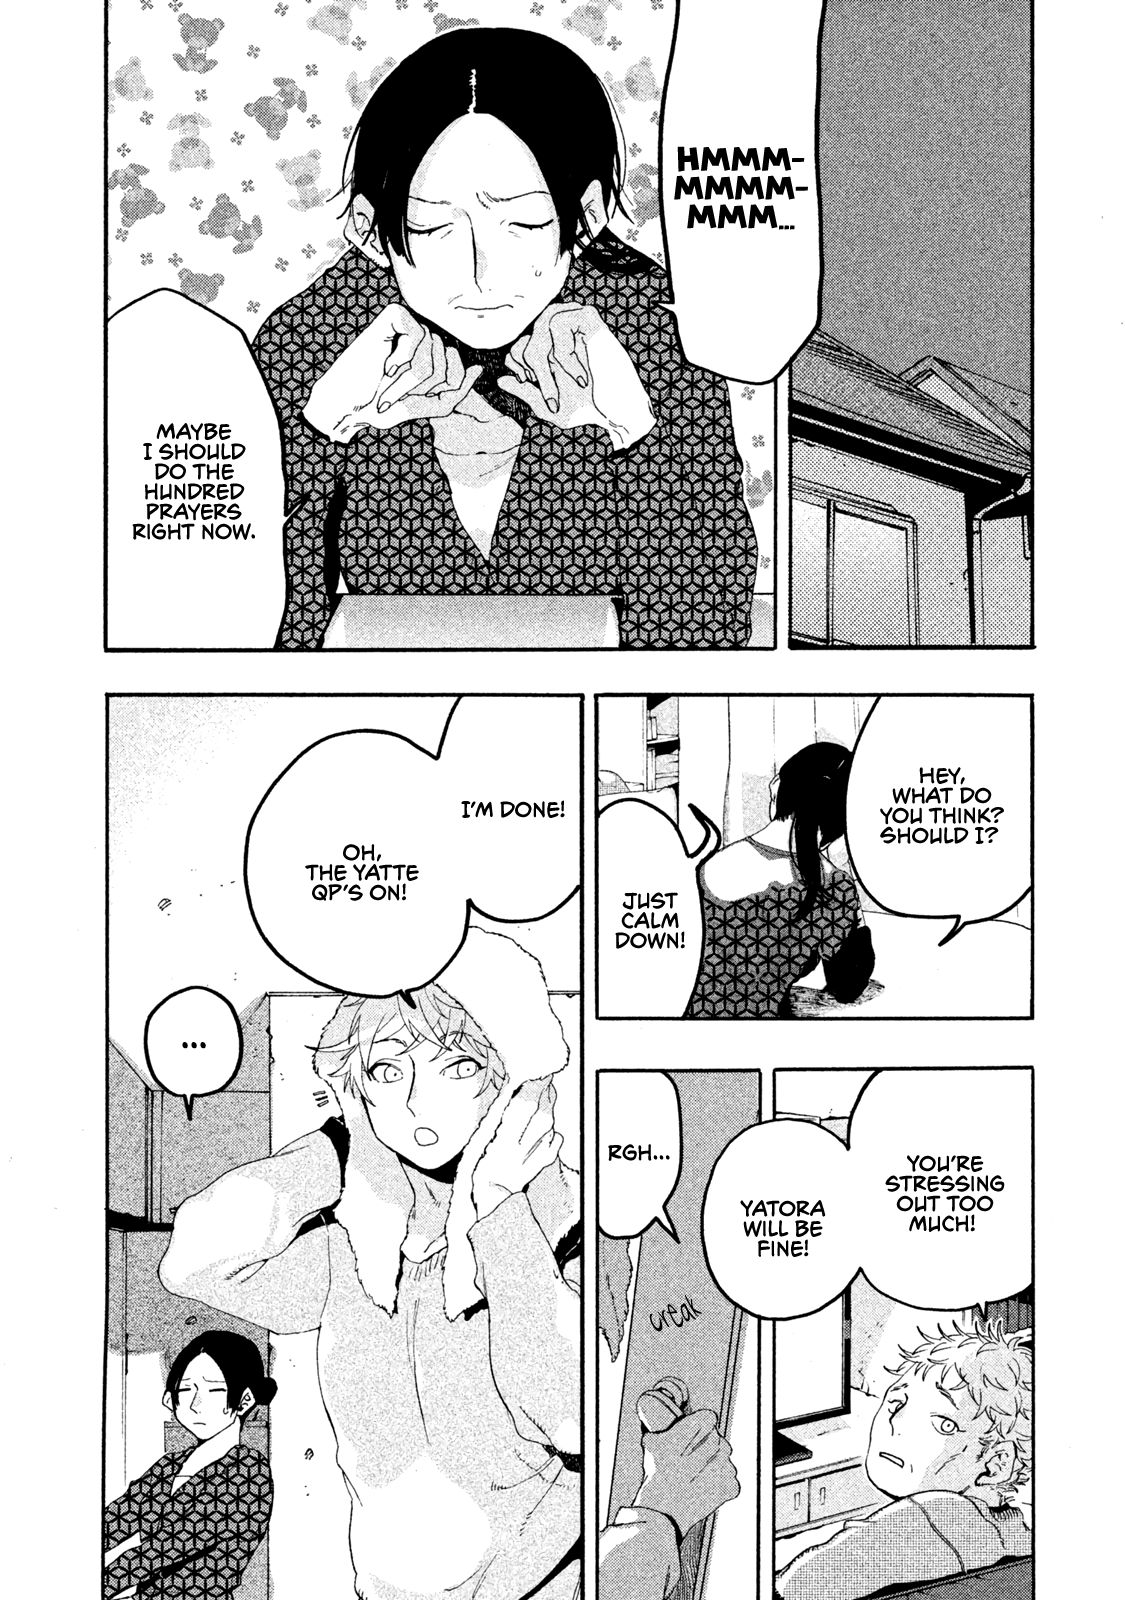 HMMM-
MMMM-
MMM...
MAYBE
I SHOULD
DO THE
HUNDRED
PRAYERS
RIGHT NOW.
HEY,
WHAT DO
YOU THINK?
SHOULD I?
JUST
CALM
DOWN!
YOU'RE
STRESSING
OUT TOO
MUCH!
YATORA
WILL BE
FINE!
RGH...
creak
I'M DONE!
OH,
THE YATTE
QP'S ON!
...